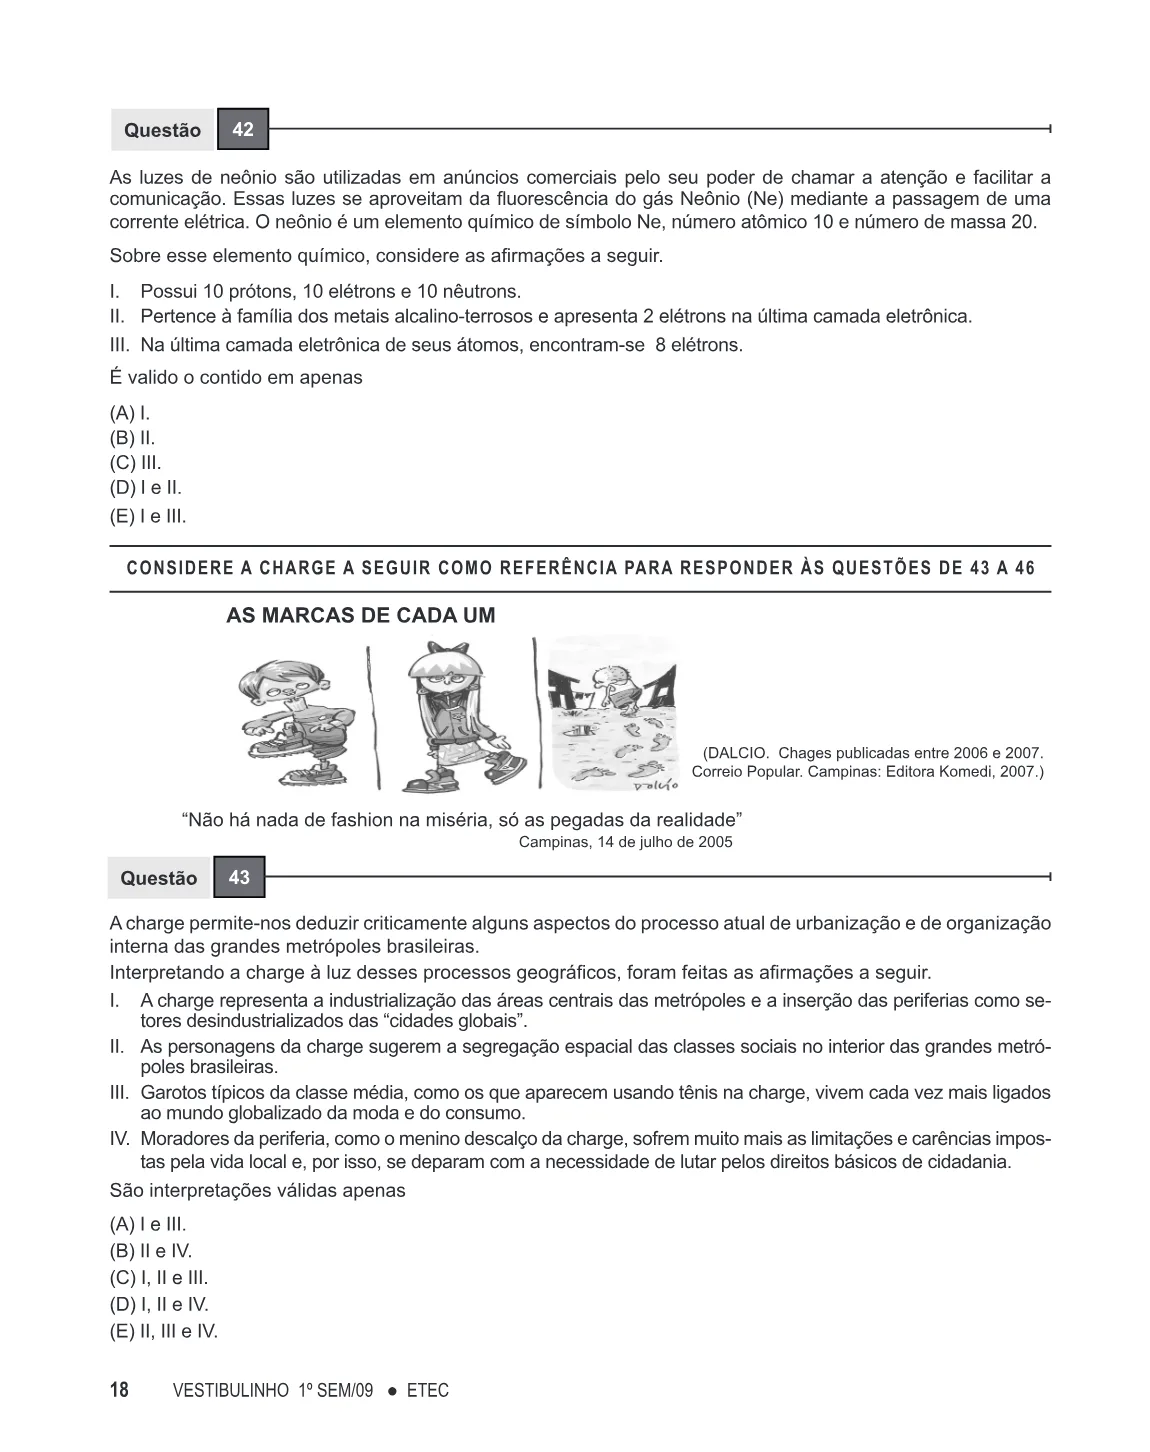 Questão 42
As luzes de neônio são utilizadas em anúncios comerciais pelo seu poder de chamar a atenção e facilitar a
comunicação. Essas luzes se aproveitam da fluorescência do gás Neônio (Ne) mediante a passagem de uma
corrente elétrica. O neônio é um elemento químico de símbolo Ne, número atômico 10 e número de massa 20.
Sobre esse elemento químico, considere as afirmações a seguir.
I. Possui 10 prótons, 10 elétrons e 10 nêutrons.
II. Pertence à família dos metais alcalino-terrosos e apresenta 2 elétrons na última camada eletrônica.
III. Na última camada eletrônica de seus átomos, encontram-se 8 elétrons.
É valido o contido em apenas
(A) I.
(B) II.
(C) III.
(D) I e II.
(E) I e III.
CONSIDERE A CHARGE A SEGUIR COMO REFERÊNCIA PARA RESPONDER ÀS QUESTÕES DE 43 A 46
AS MARCAS DE CADA UM
Dalcio
(DALCIO. Chages publicadas entre 2006 e 2007.
Correio Popular. Campinas: Editora Komedi, 2007.)
“Não há nada de fashion na miséria, só as pegadas da realidade”
Campinas, 14 de julho de 2005
Questão 43
A charge permite-nos deduzir criticamente alguns aspectos do processo atual de urbanização e de organização
interna das grandes metrópoles brasileiras.
Interpretando a charge à luz desses processos geográficos, foram feitas as afirmações a seguir.
I. A charge representa a industrialização das áreas centrais das metrópoles e a inserção das periferias como se-
tores desindustrializados das “cidades globais”.
II. As personagens da charge sugerem a segregação espacial das classes sociais no interior das grandes metró-
poles brasileiras.
III. Garotos típicos da classe média, como os que aparecem usando tênis na charge, vivem cada vez mais ligados
ao mundo globalizado da moda e do consumo.
IV. Moradores da periferia, como o menino descalço da charge, sofrem muito mais as limitações e carências impos-
tas pela vida local e, por isso, se deparam com a necessidade de lutar pelos direitos básicos de cidadania.
São interpretações válidas apenas
(A) I e III.
(B) II e IV.
(C) I, II e III.
(D) I, II e IV.
(E) II, III e IV.
18 VESTIBULINHO 1º SEM/09 ● ETEC